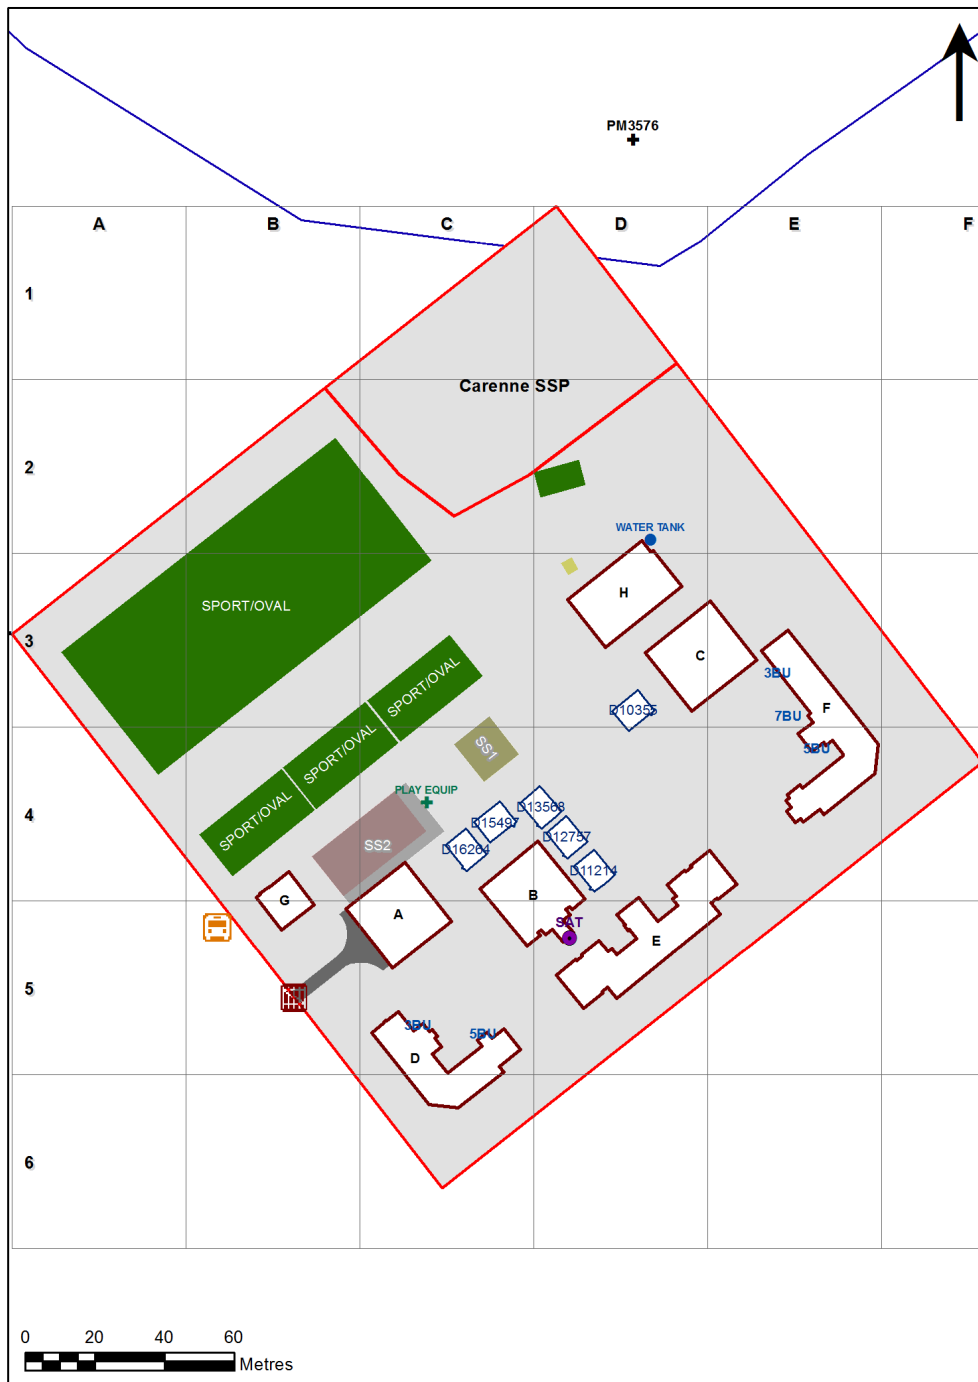 PM3576
A
B
C
D
E
F
1
Carenne SSP
2
WATER TANK
H
SPORT/OVAL
3
C
SPORT/OVAL
3BU
F
D10355
7BU
SS1
5BU
SPORT/OVAL
PLAY EQUIP
D13568
4
SPORT/OVAL
D15497
D12757
SS2
D16264
D11214
B
G
A
SAT
E
5
3BU
5BU
D
6
0 20 40 60
Metres